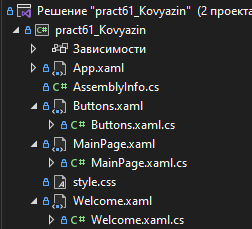 Решение "pract61_Kovyazin" (2 проекта
pract61_Kovyazin
Зависимости
App.xaml
C# AssemblyInfo.cs
Buttons.xaml
C# Buttons.xaml.cs
MainPage.xaml
C# MainPage.xaml.cs
style.css
Welcome.xaml
C# Welcome.xaml.cs